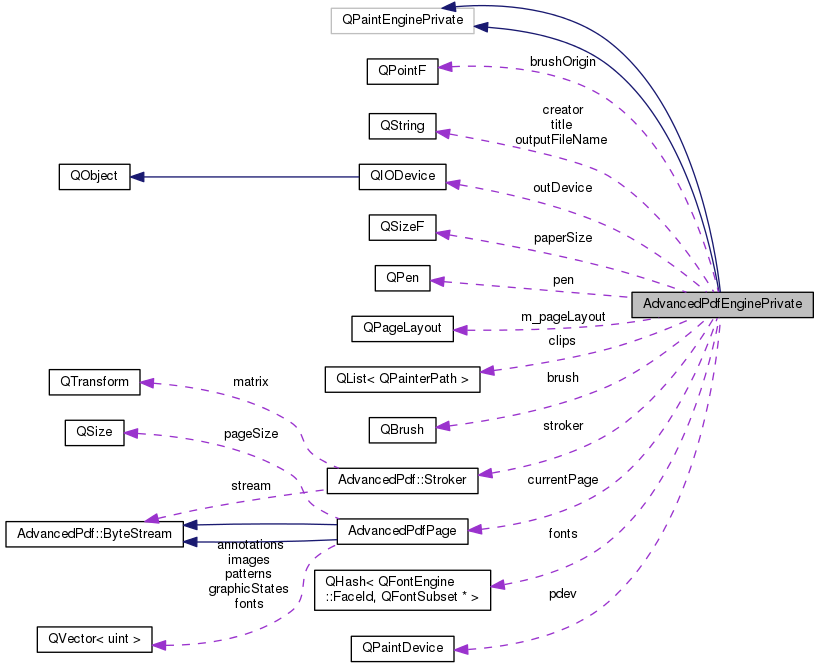 QPaintEnginePrivate
brushOrigin
QPointF
creator
title
outputFileName
QString
QObject
QIODevice
outDevice
QSizeF
paperSize
QPen
pen
AdvancedPdfEnginePrivate
QPageLayout
m_pageLayout
clips
QList< QPainterPath >
QTransform
matrix
brush
QBrush
QSize
pageSize
stroker
AdvancedPdf::Stroker
stream
currentPage
AdvancedPdf::ByteStream
AdvancedPdfPage
annotations
images
patterns
graphicStates
fonts
fonts
QHash< QFontEngine
::FaceId, QFontSubset * >
pdev
QVector< uint >
QPaintDevice